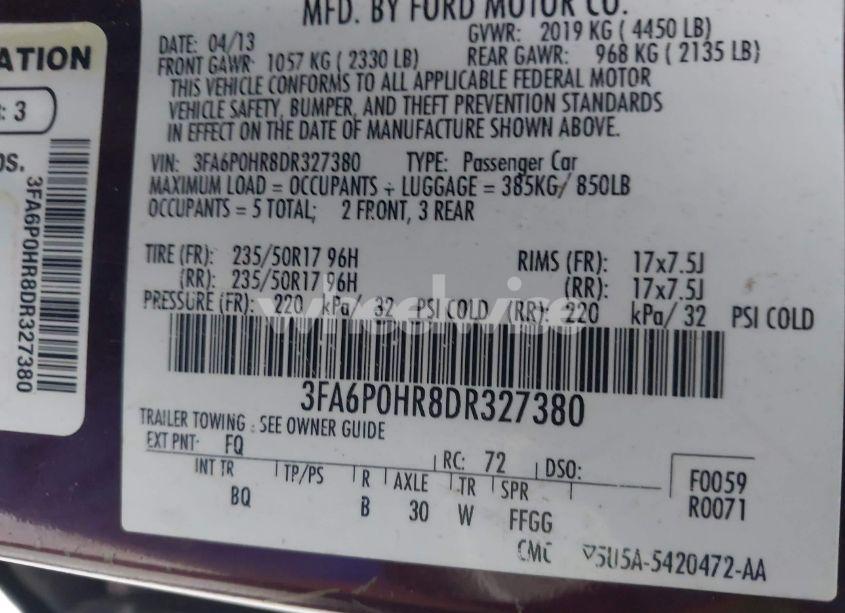 MFD. BY FORD MOTOR CO.
DATE: 04/13 GVWR: 2019 KG ( 4450 LB)
FRONT GAWR: 1057 KG ( 2330 LB) REAR GAWR: 968 KG ( 2135 LB)
THIS VEHICLE CONFORMS TO ALL APPLICABLE FEDERAL MOTOR
VEHICLE SAFETY, BUMPER, AND THEFT PREVENTION STANDARDS
IN EFFECT ON THE DATE OF MANUFACTURE SHOWN ABOVE.
VIN: 3FA6P0HR8DR327380 TYPE: Passenger Car
MAXIMUM LOAD = OCCUPANTS + LUGGAGE = 385KG/ 850LB
OCCUPANTS = 5 TOTAL; 2 FRONT, 3 REAR
TIRE (FR): 235/50R17 96H RIMS (FR): 17x7.5J
(RR): 235/50R17 96H (RR): 17x7.5J
PRESSURE (FR): 220 kPa/ 32 PSI COLD (RR): 220 kPa/ 32 PSI COLD
wheelwise
3FA6P0HR8DR327380
TRAILER TOWING : SEE OWNER GUIDE
EXT PNT: FQ RC: 72 DSO: F0059
INT TR TP/PS R AXLE TR SPR R0071
BQ B 30 W FFGG
CMC 5U5A-5420472-AA
ATION
: 3
OS.
3FA6P0HR8DR327380